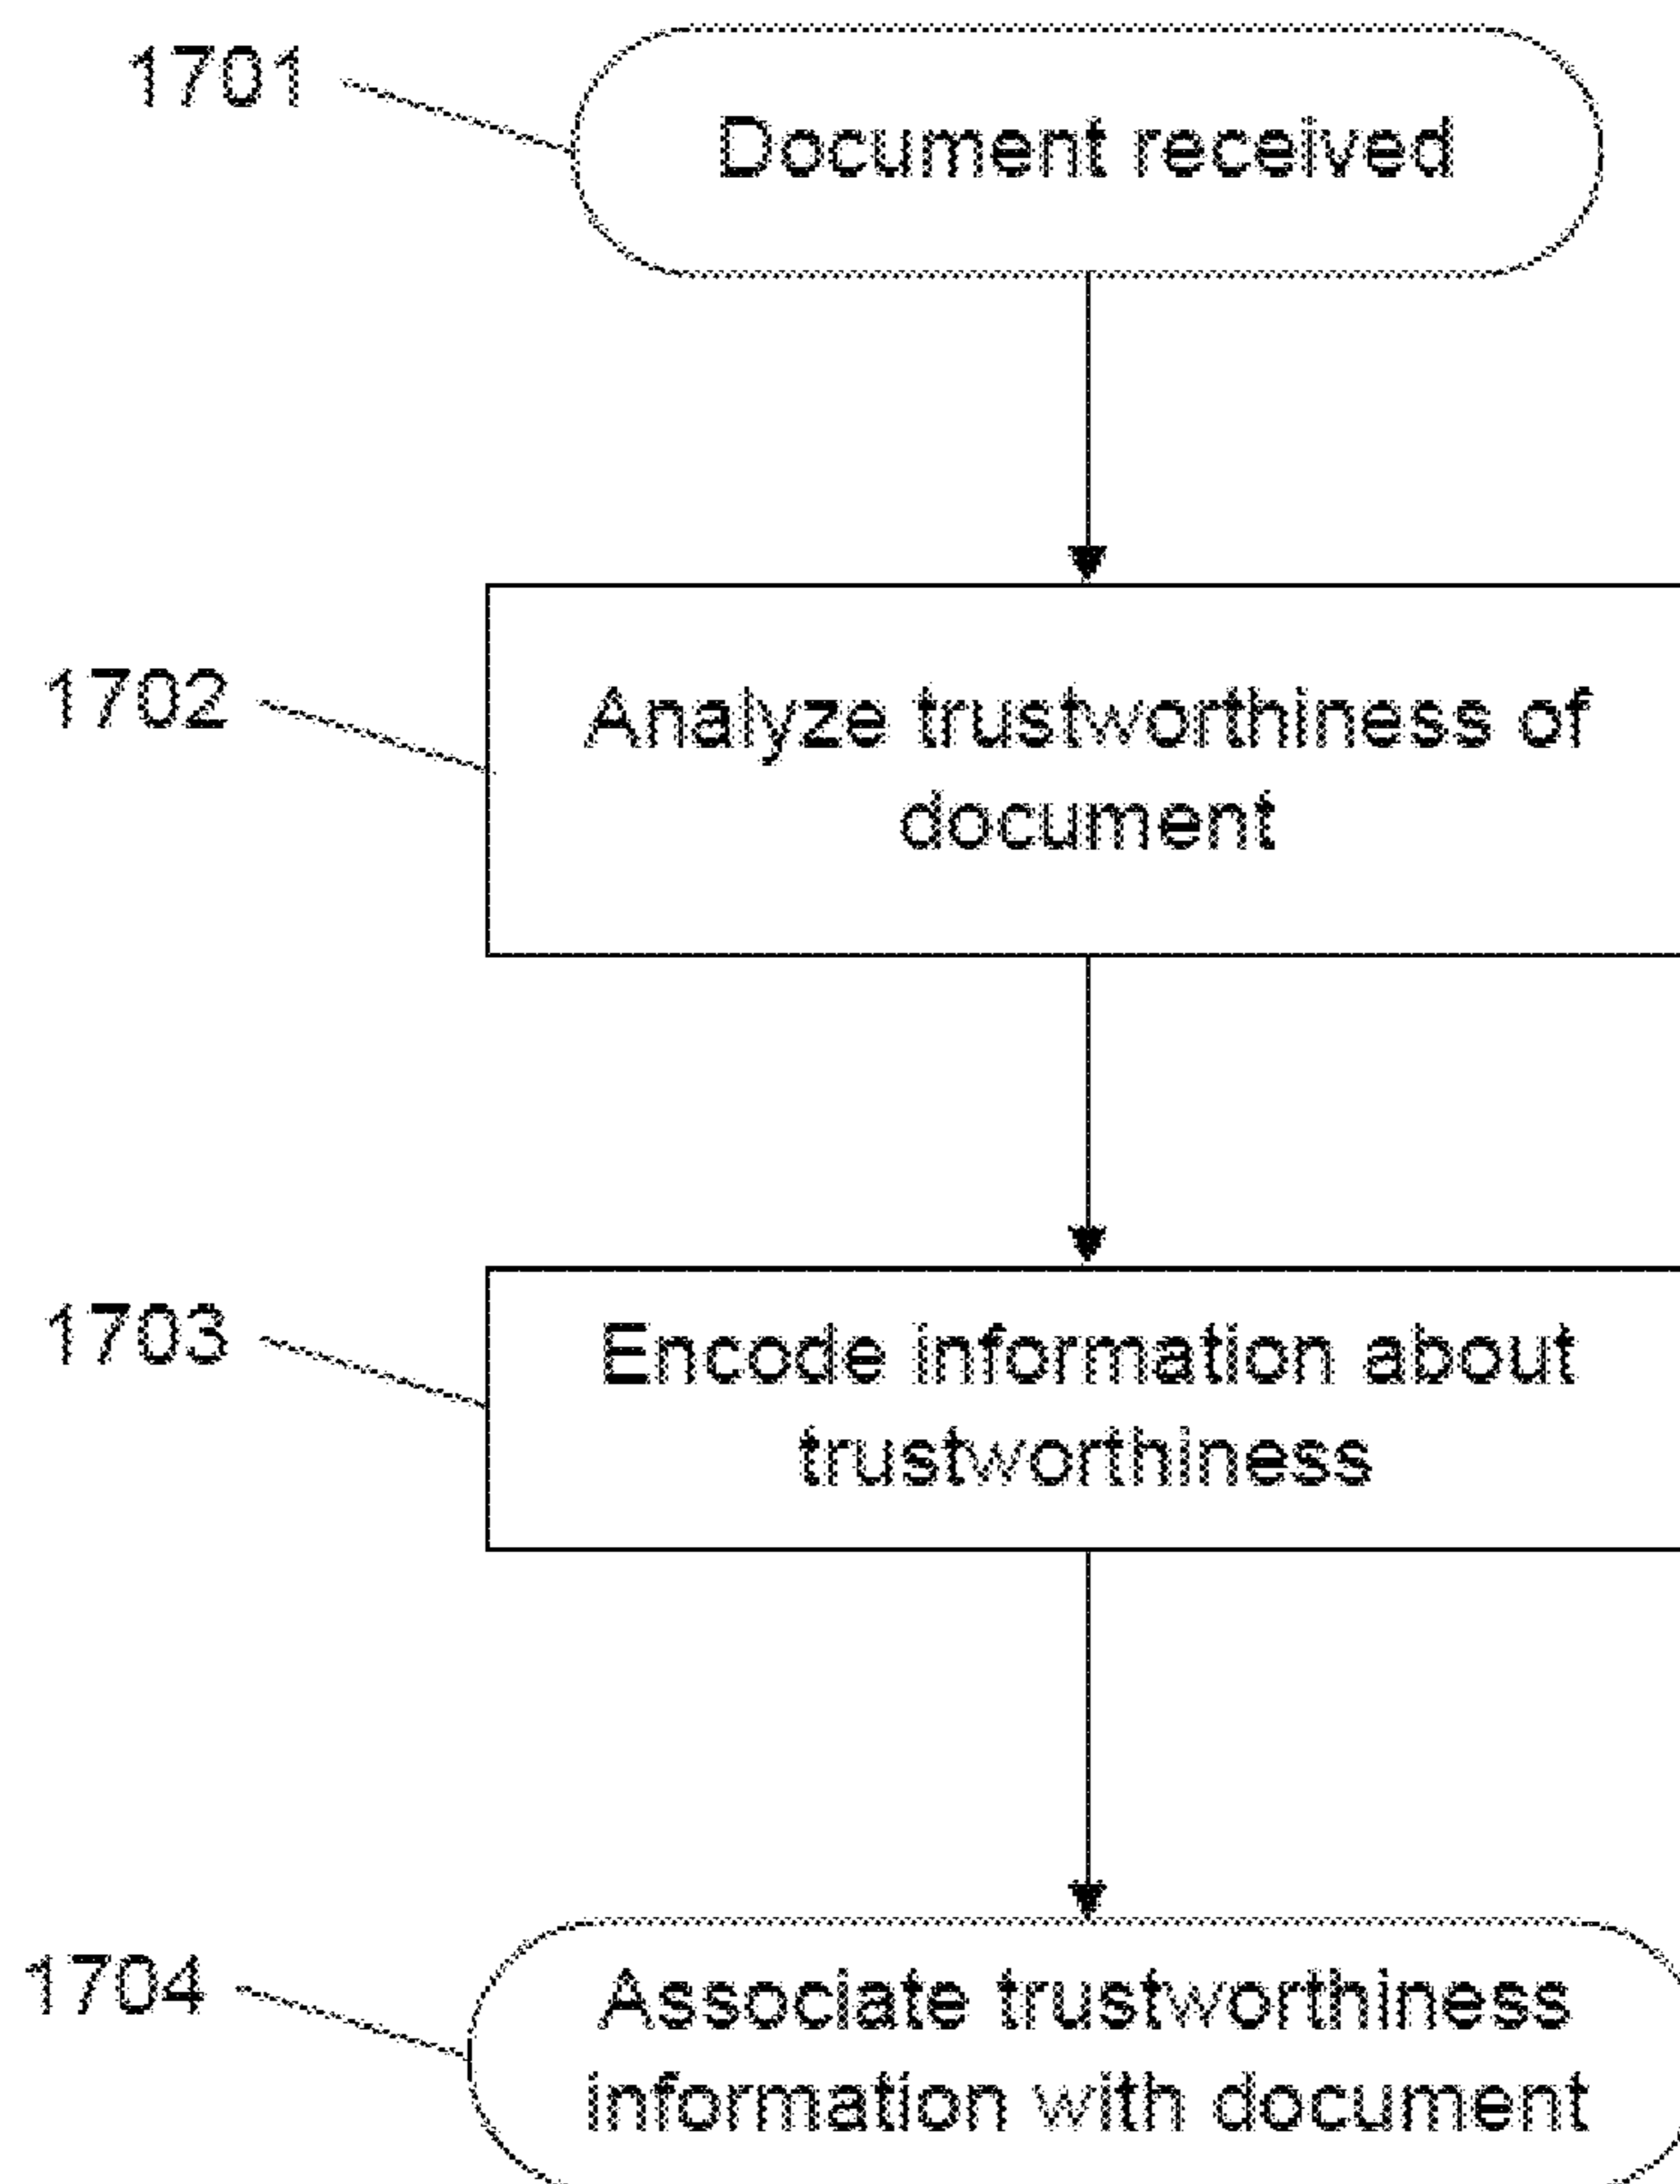 1701
Document received
1702
Analyze trustworthiness of
document
1703
Encode information about
trustworthiness
1704
Associate trustworthiness
information with document